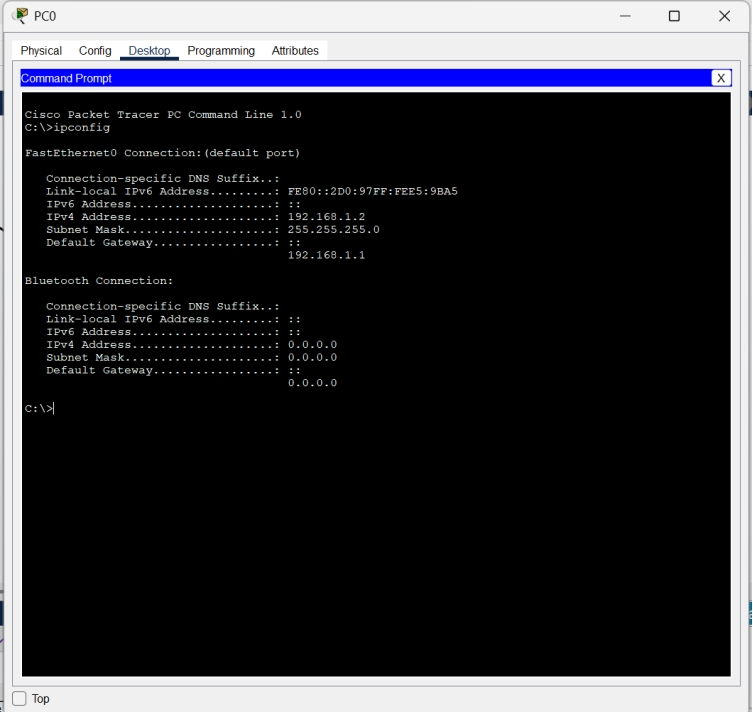 PC0
Physical Config Desktop Programming Attributes
Command Prompt
X
Cisco Packet Tracer PC Command Line 1.0
C:\>ipconfig
FastEthernet0 Connection:(default port)
Connection-specific DNS Suffix..:
Link-local IPv6 Address.........: FE80::2D0:97FF:FEE5:9BA5
IPv6 Address....................: ::
IPv4 Address....................: 192.168.1.2
Subnet Mask.....................: 255.255.255.0
Default Gateway.................: ::
192.168.1.1
Bluetooth Connection:
Connection-specific DNS Suffix..:
Link-local IPv6 Address.........: ::
IPv6 Address....................: ::
IPv4 Address....................: 0.0.0.0
Subnet Mask.....................: 0.0.0.0
Default Gateway.................: ::
0.0.0.0
C:\>
Top